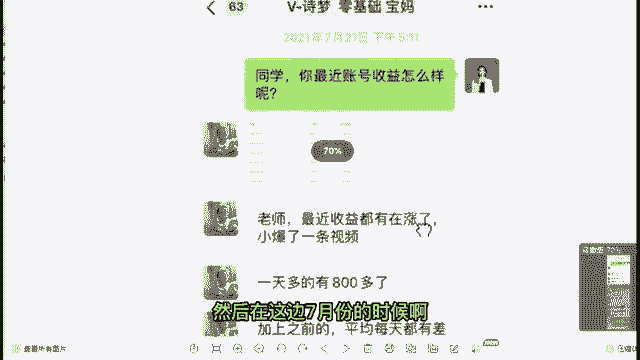 63
V~诗梦 零基础 宝妈
2021年7月21日 下午5:11
同学，你最近账号收益怎么样
呢？
70%
老师，最近收益都有在涨了，
小爆了一条视频
一天多的有800多了
然后在这边7月份的时候啊
加上之前的，平均每天都有差